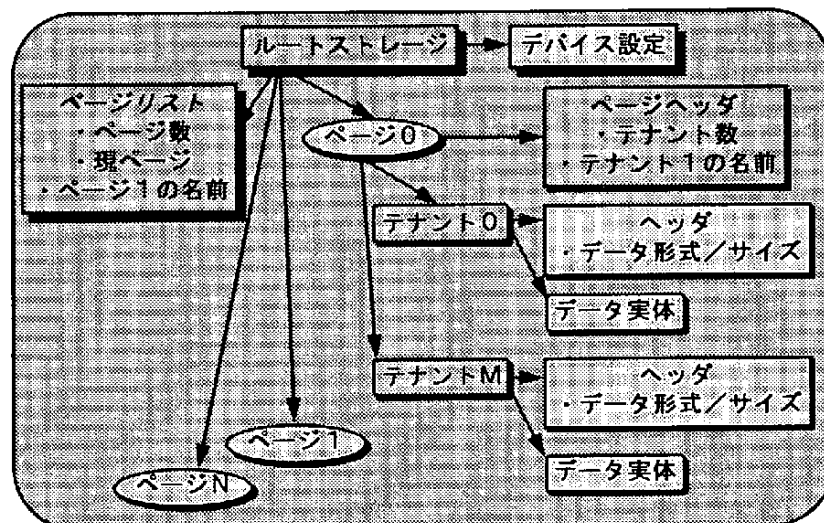 ルートストレージ
デバイス設定
ページリスト
・ページ数
・現ページ
・ページ1の名前
ページ0
ページヘッダ
・テナント数
・テナント1の名前
テナント0
ヘッダ
・データ形式／サイズ
データ実体
テナントM
ヘッダ
・データ形式／サイズ
データ実体
ページ1
ページN